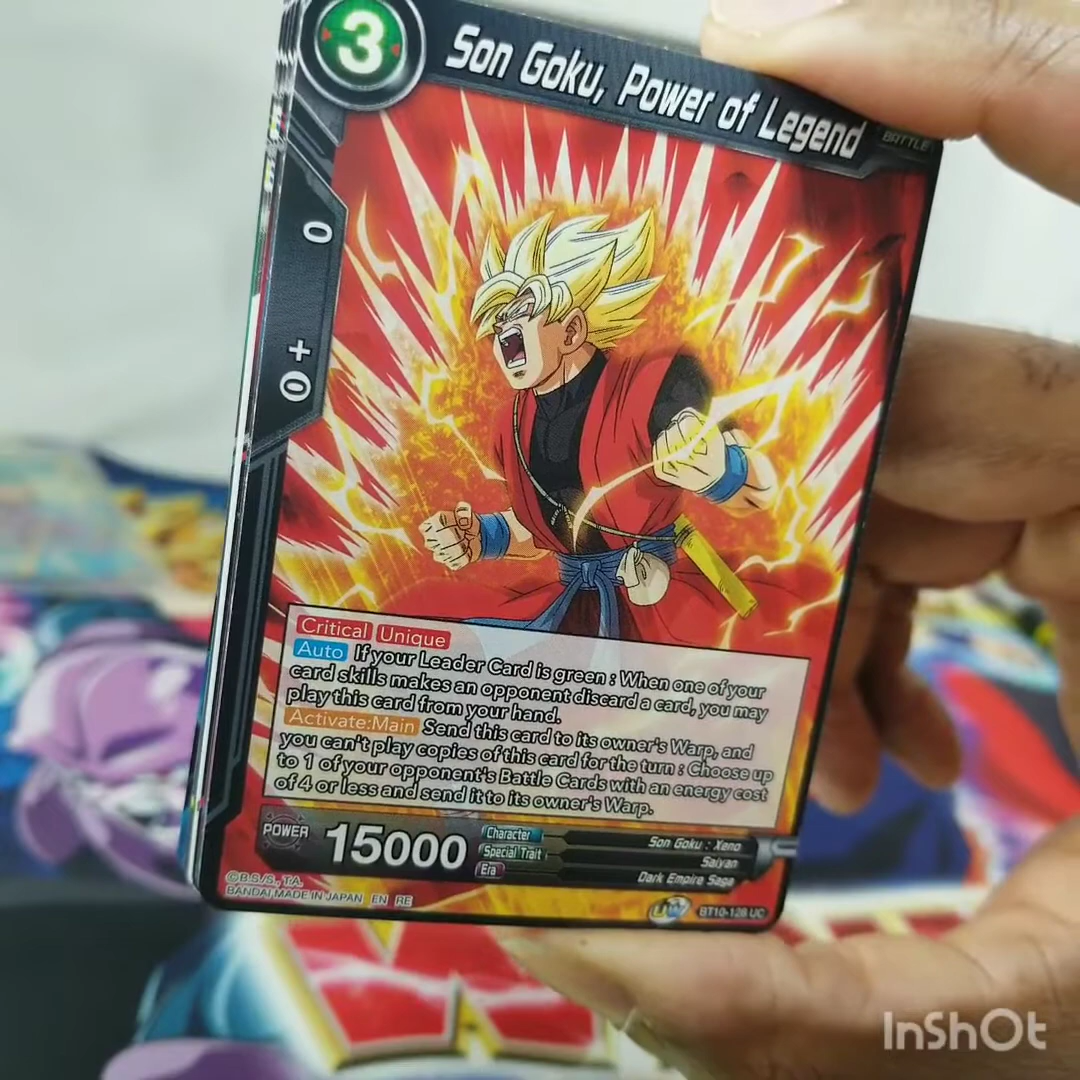 3
Son Goku, Power of Legend
BATTLE
0
0+
Critical Unique
Auto If your Leader Card is green : When one of your
card skills makes an opponent discard a card, you may
play this card from your hand.
Activate:Main Send this card to its owner's Warp, and
you can't play copies of this card for the turn : Choose up
to 1 of your opponent's Battle Cards with an energy cost
of 4 or less and send it to its owner's Warp.
POWER 15000
Character Son Goku : Xeno
Special Trait Saiyan
Era Dark Empire Saga
©B.S./S., T.A.
BANDAI MADE IN JAPAN EN RE
UW BT10-128 UC
InShOt